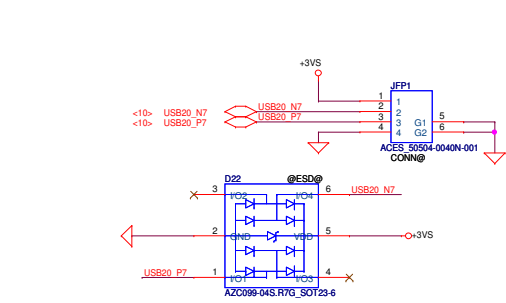 +3VS
JFP1
1 1
<10> USB20_N7 USB20_N7 2 2
<10> USB20_P7 USB20_P7 3 3 G1 5
4 4 G2 6
ACES_50504-0040N-001
CONN@
D22 @ESD@
3 I/O2 I/O4 6 USB20_N7
2 GND VDD 5 +3VS
USB20_P7 1 I/O1 I/O3 4
AZC099-04S.R7G_SOT23-6